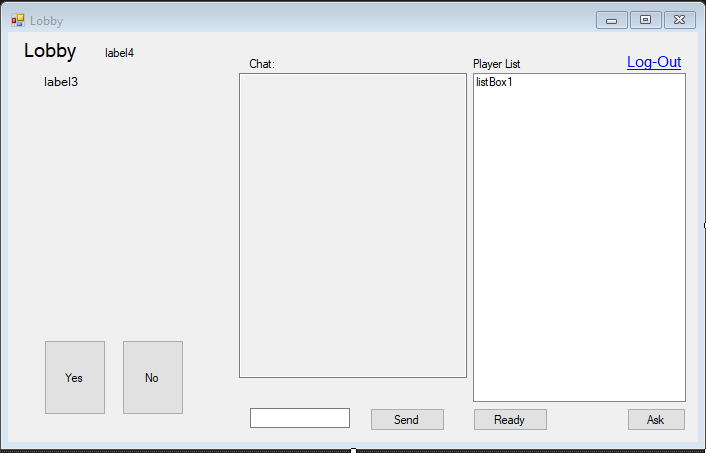 Lobby
Lobby
label4
Chat:
Player List
Log-Out
label3
listBox1
Yes
No
Send
Ready
Ask